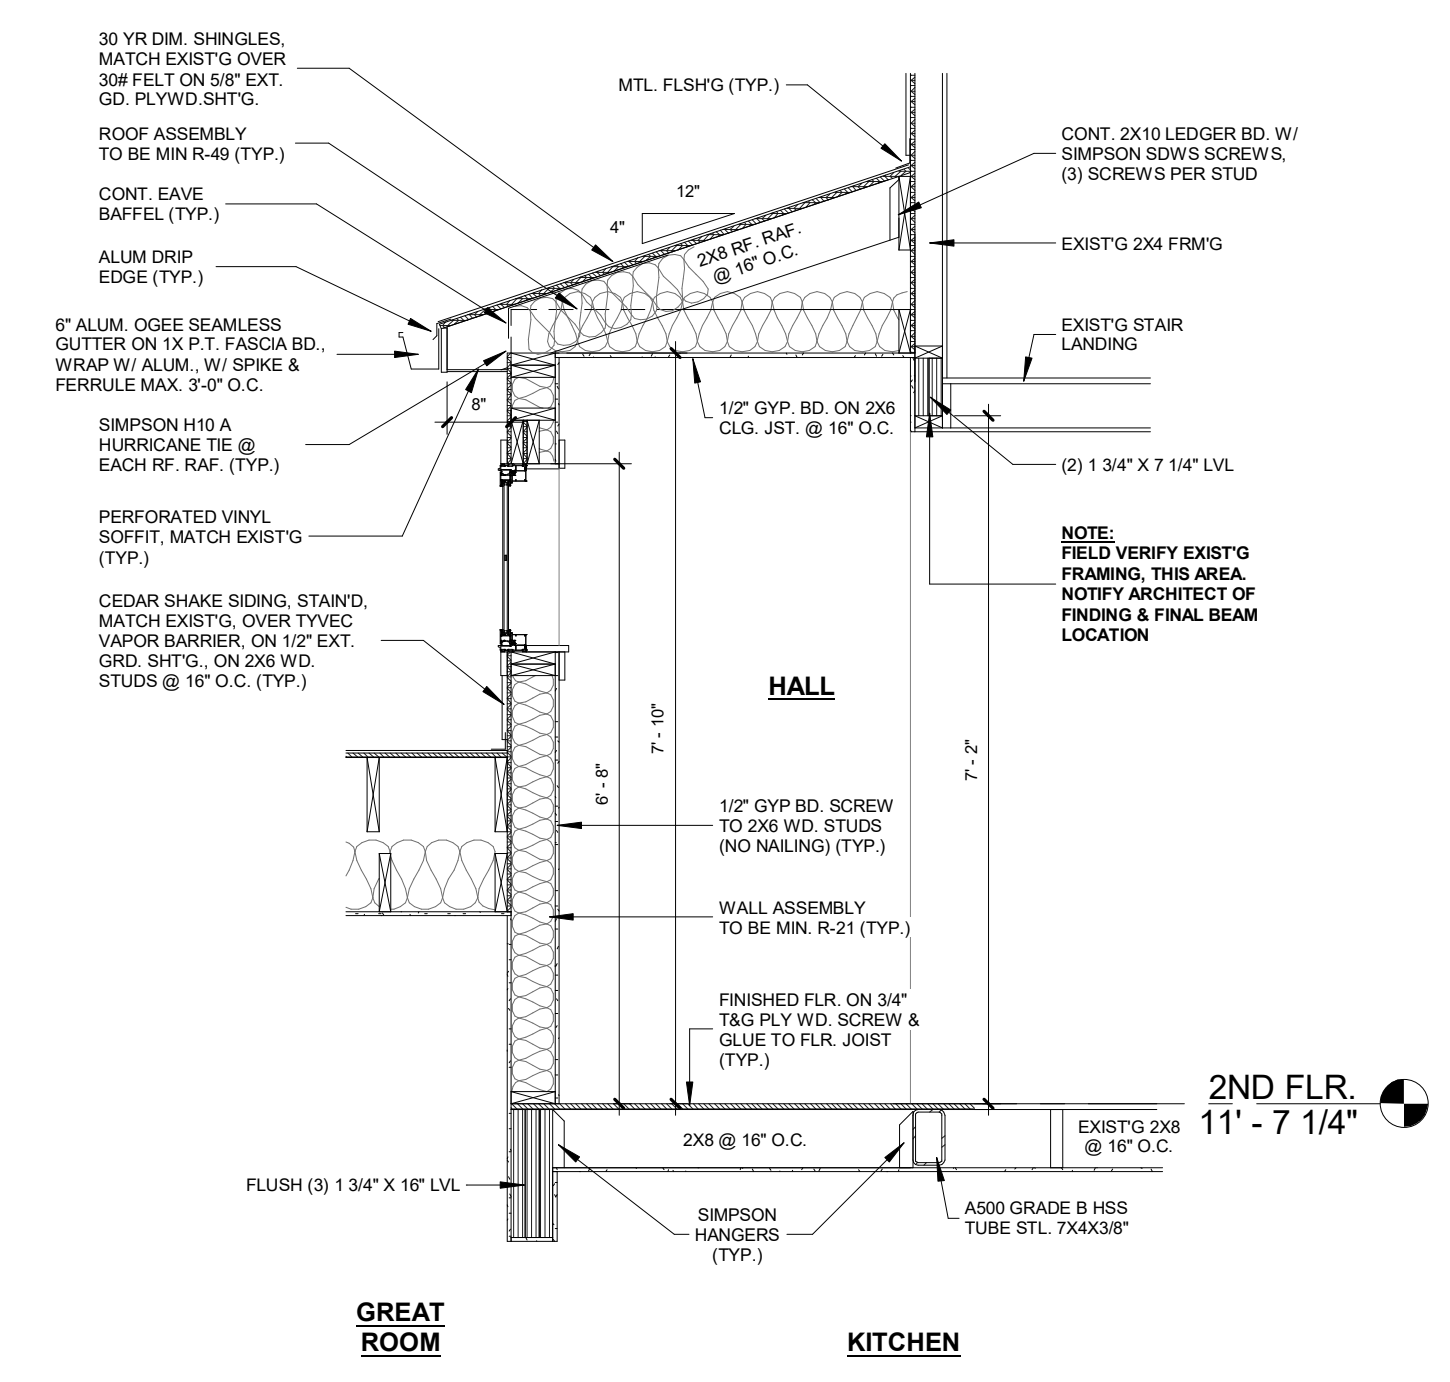 30 YR DIM. SHINGLES,
MATCH EXIST'G OVER
30# FELT ON 5/8" EXT.
GD. PLYWD.SHT'G.
ROOF ASSEMBLY
TO BE MIN R-49 (TYP.)
CONT. EAVE
BAFFEL (TYP.)
ALUM DRIP
EDGE (TYP.)
6" ALUM. OGEE SEAMLESS
GUTTER ON 1X P.T. FASCIA BD.,
WRAP W/ ALUM., W/ SPIKE &
FERRULE MAX. 3'-0" O.C.
SIMPSON H10 A
HURRICANE TIE @
EACH RF. RAF. (TYP.)
PERFORATED VINYL
SOFFIT, MATCH EXIST'G
(TYP.)
CEDAR SHAKE SIDING, STAIN'D,
MATCH EXIST'G, OVER TYVEC
VAPOR BARRIER, ON 1/2" EXT.
GRD. SHT'G., ON 2X6 WD.
STUDS @ 16" O.C. (TYP.)
MTL. FLSH'G (TYP.)
12"
4"
2X8 RF. RAF.
@ 16" O.C.
8"
1/2" GYP. BD. ON 2X6
CLG. JST. @ 16" O.C.
CONT. 2X10 LEDGER BD. W/
SIMPSON SDWS SCREWS,
(3) SCREWS PER STUD
EXIST'G 2X4 FRM'G
EXIST'G STAIR
LANDING
(2) 1 3/4" X 7 1/4" LVL
NOTE:
FIELD VERIFY EXIST'G
FRAMING, THIS AREA.
NOTIFY ARCHITECT OF
FINDING & FINAL BEAM
LOCATION
HALL
6' - 8"
7' - 10"
7' - 2"
1/2" GYP BD. SCREW
TO 2X6 WD. STUDS
(NO NAILING) (TYP.)
WALL ASSEMBLY
TO BE MIN. R-21 (TYP.)
FINISHED FLR. ON 3/4"
T&G PLY WD. SCREW &
GLUE TO FLR. JOIST
(TYP.)
2ND FLR.
11' - 7 1/4"
2X8 @ 16" O.C.
EXIST'G 2X8
@ 16" O.C.
FLUSH (3) 1 3/4" X 16" LVL
SIMPSON
HANGERS
(TYP.)
A500 GRADE B HSS
TUBE STL. 7X4X3/8"
GREAT
ROOM
KITCHEN